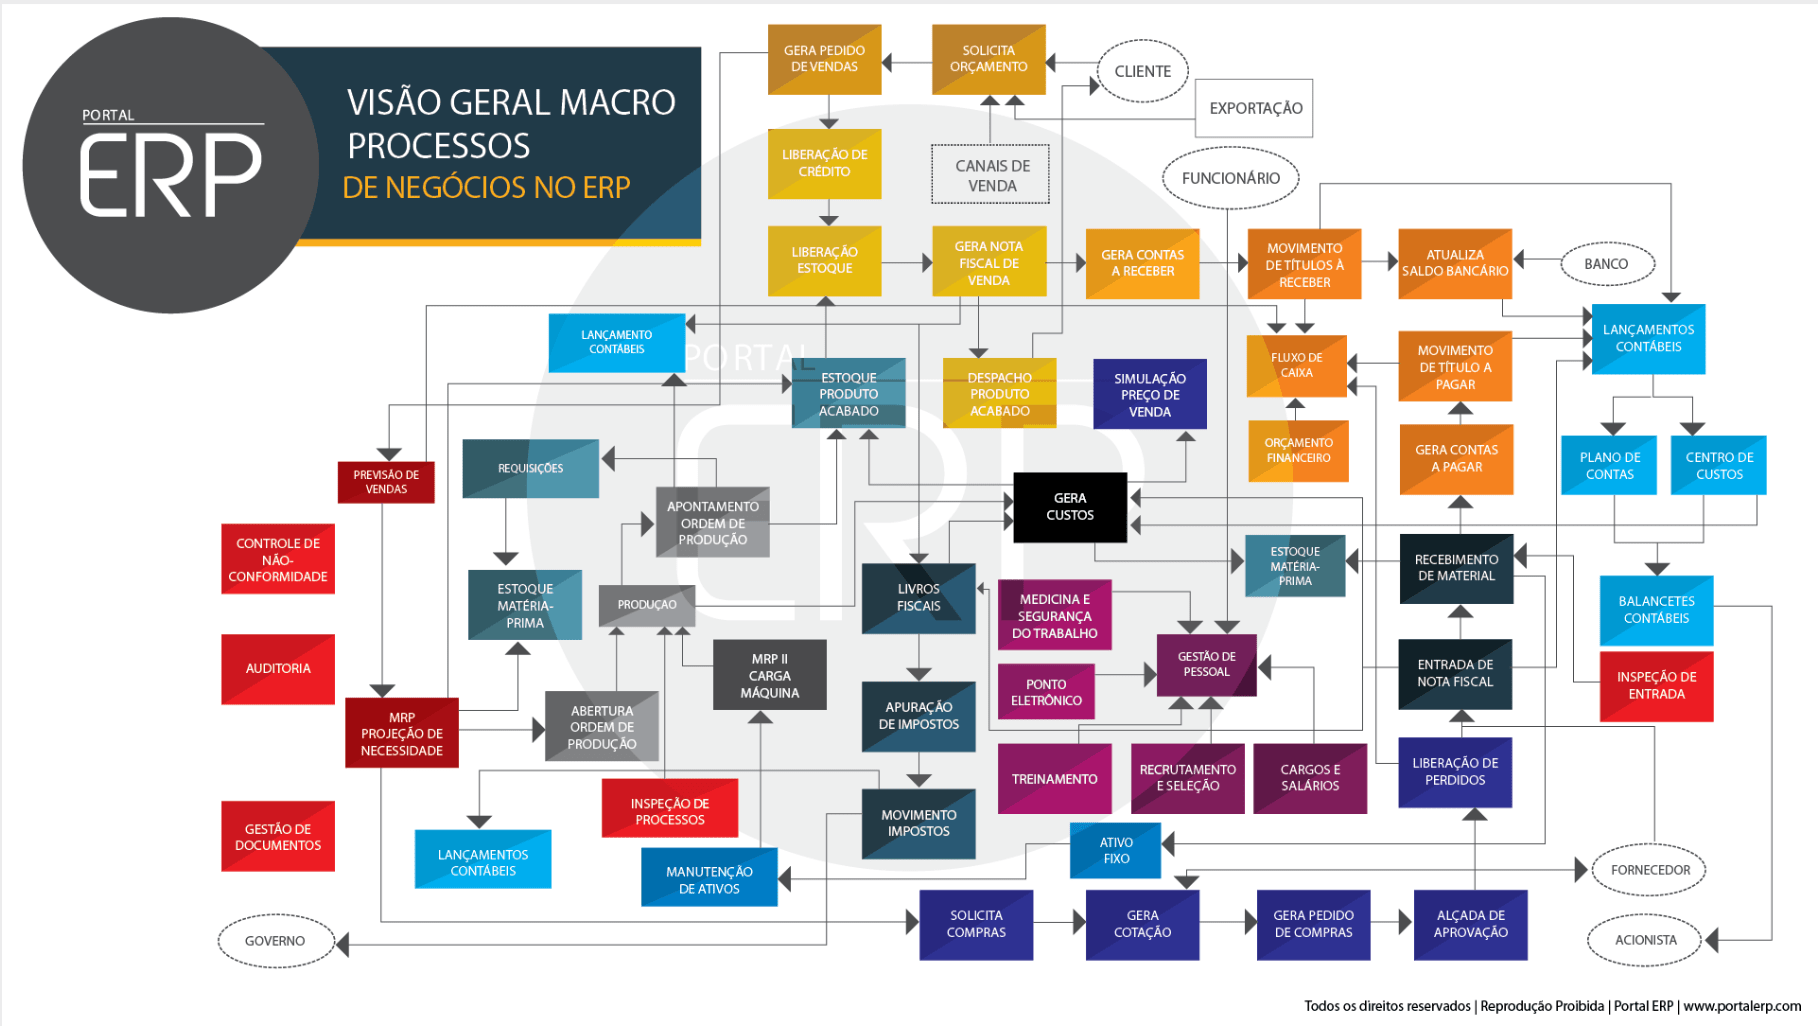 PORTAL
ERP
VISÃO GERAL MACRO
PROCESSOS
DE NEGÓCIOS NO ERP
GERA PEDIDO
DE VENDAS
SOLICITA
ORÇAMENTO
CLIENTE
EXPORTAÇÃO
LIBERAÇÃO DE
CRÉDITO
CANAIS DE
VENDA
FUNCIONÁRIO
LIBERAÇÃO
ESTOQUE
GERA NOTA
FISCAL DE
VENDA
GERA CONTAS
A RECEBER
MOVIMENTO
DE TÍTULOS À
RECEBER
ATUALIZA
SALDO BANCÁRIO
BANCO
LANÇAMENTO
CONTÁBEIS
PORTAL
ERP
ESTOQUE
PRODUTO
ACABADO
DESPACHO
PRODUTO
ACABADO
SIMULAÇÃO
PREÇO DE
VENDA
FLUXO DE
CAIXA
MOVIMENTO
DE TÍTULO A
PAGAR
LANÇAMENTOS
CONTÁBEIS
PREVISÃO DE
VENDAS
REQUISIÇÕES
ORÇAMENTO
FINANCEIRO
GERA CONTAS
A PAGAR
PLANO DE
CONTAS
CENTRO DE
CUSTOS
APONTAMENTO
ORDEM DE
PRODUÇÃO
GERA
CUSTOS
CONTROLE DE
NÃO-
CONFORMIDADE
ESTOQUE
MATÉRIA-
PRIMA
PRODUÇAO
LIVROS
FISCAIS
MEDICINA E
SEGURANÇA
DO TRABALHO
ESTOQUE
MATÉRIA-
PRIMA
RECEBIMENTO
DE MATERIAL
BALANCETES
CONTÁBEIS
AUDITORIA
MRP II
CARGA
MÁQUINA
PONTO
ELETRÔNICO
GESTÃO DE
PESSOAL
ENTRADA DE
NOTA FISCAL
INSPEÇÃO DE
ENTRADA
MRP
PROJEÇÃO DE
NECESSIDADE
ABERTURA
ORDEM DE
PRODUÇÃO
APURAÇÃO
DE IMPOSTOS
TREINAMENTO
RECRUTAMENTO
E SELEÇÃO
CARGOS E
SALÁRIOS
LIBERAÇÃO DE
PERDIDOS
GESTÃO DE
DOCUMENTOS
LANÇAMENTOS
CONTÁBEIS
INSPEÇÃO DE
PROCESSOS
MOVIMENTO
IMPOSTOS
MANUTENÇÃO
DE ATIVOS
ATIVO
FIXO
FORNECEDOR
GOVERNO
SOLICITA
COMPRAS
GERA
COTAÇÃO
GERA PEDIDO
DE COMPRAS
ALÇADA DE
APROVAÇÃO
ACIONISTA
Todos os direitos reservados | Reprodução Proibida | Portal ERP | www.portalerp.com